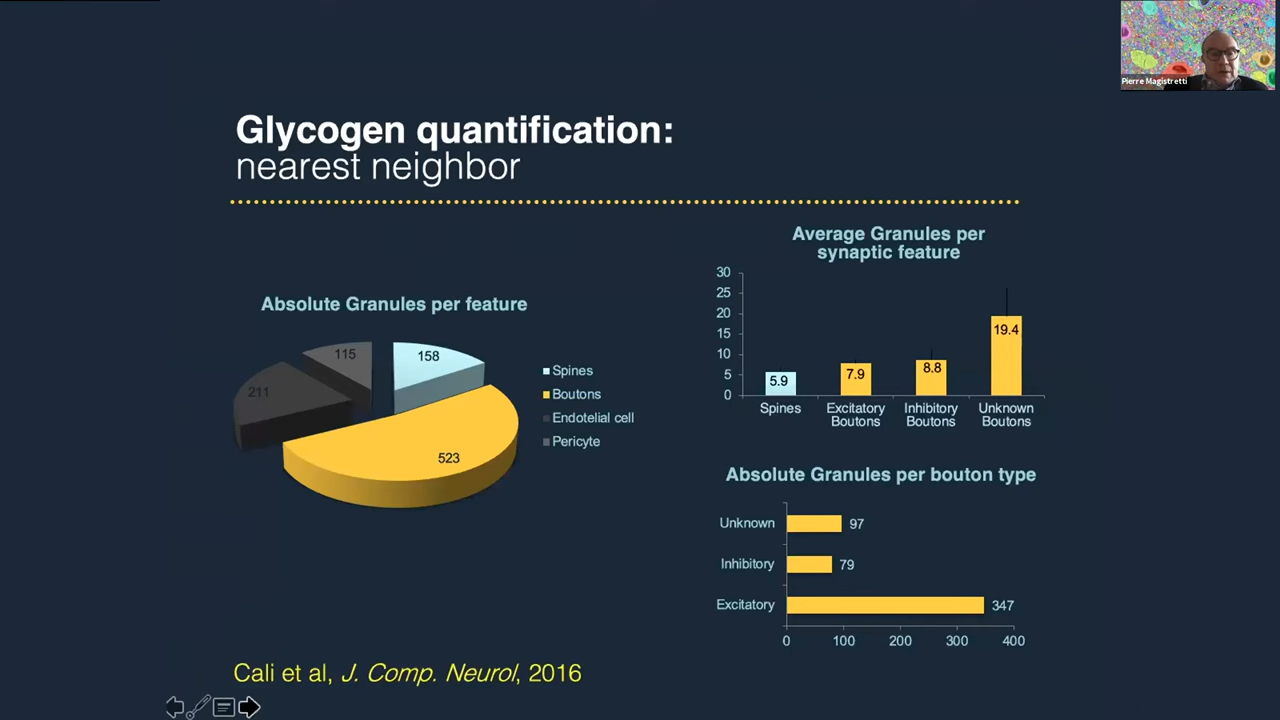 Pierre Magistretti
Glycogen quantification:
nearest neighbor
Absolute Granules per feature
115
158
211
523
Spines
Boutons
Endotelial cell
Pericyte
Average Granules per
synaptic feature
30
25
20
15
10
5
0
5.9
7.9
8.8
19.4
Spines
Excitatory
Boutons
Inhibitory
Boutons
Unknown
Boutons
Absolute Granules per bouton type
Unknown 97
Inhibitory 79
Excitatory 347
0 100 200 300 400
Cali et al, J. Comp. Neurol, 2016